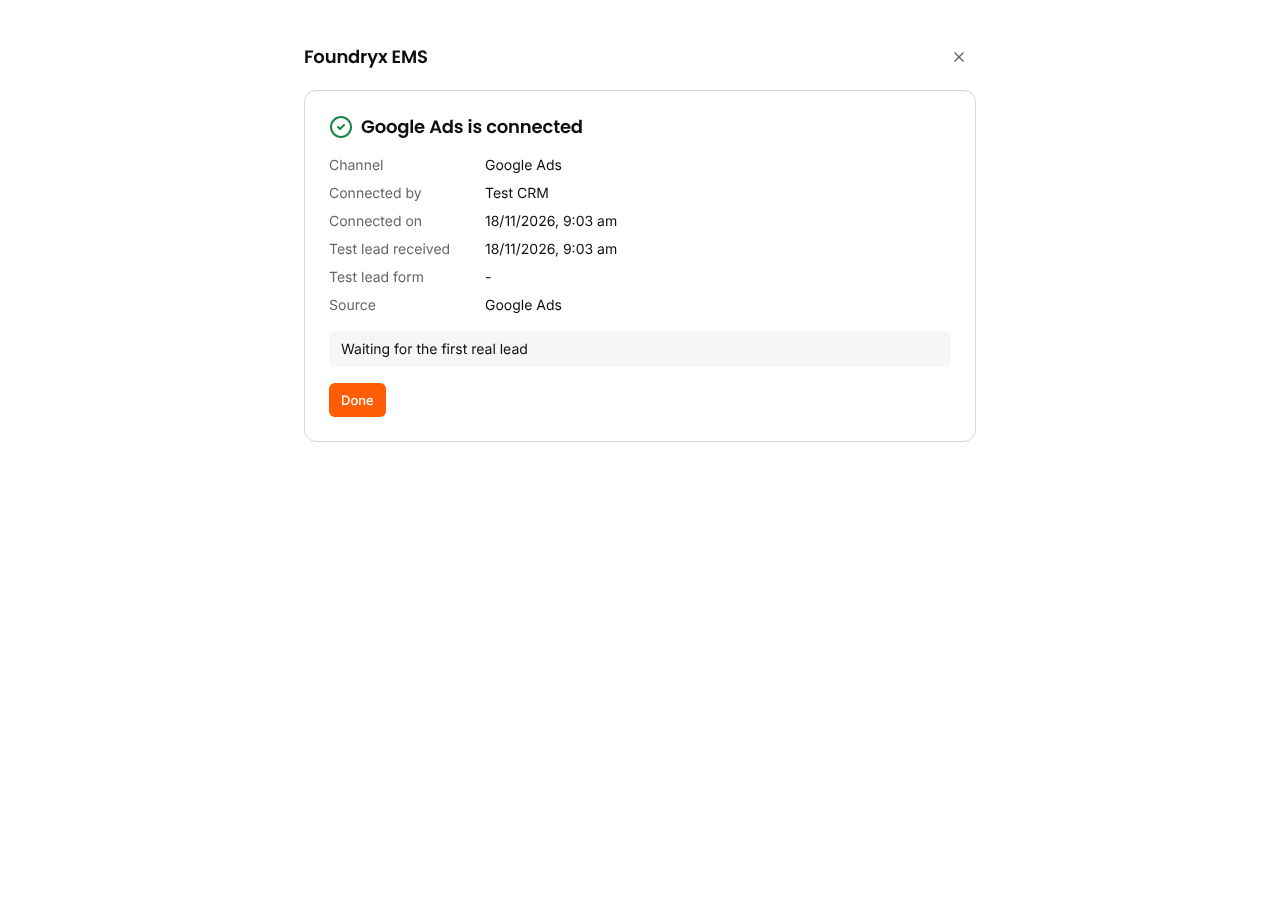 Foundryx EMS
Google Ads is connected
Channel Google Ads
Connected by Test CRM
Connected on 18/11/2026, 9:03 am
Test lead received 18/11/2026, 9:03 am
Test lead form -
Source Google Ads
Waiting for the first real lead
Done